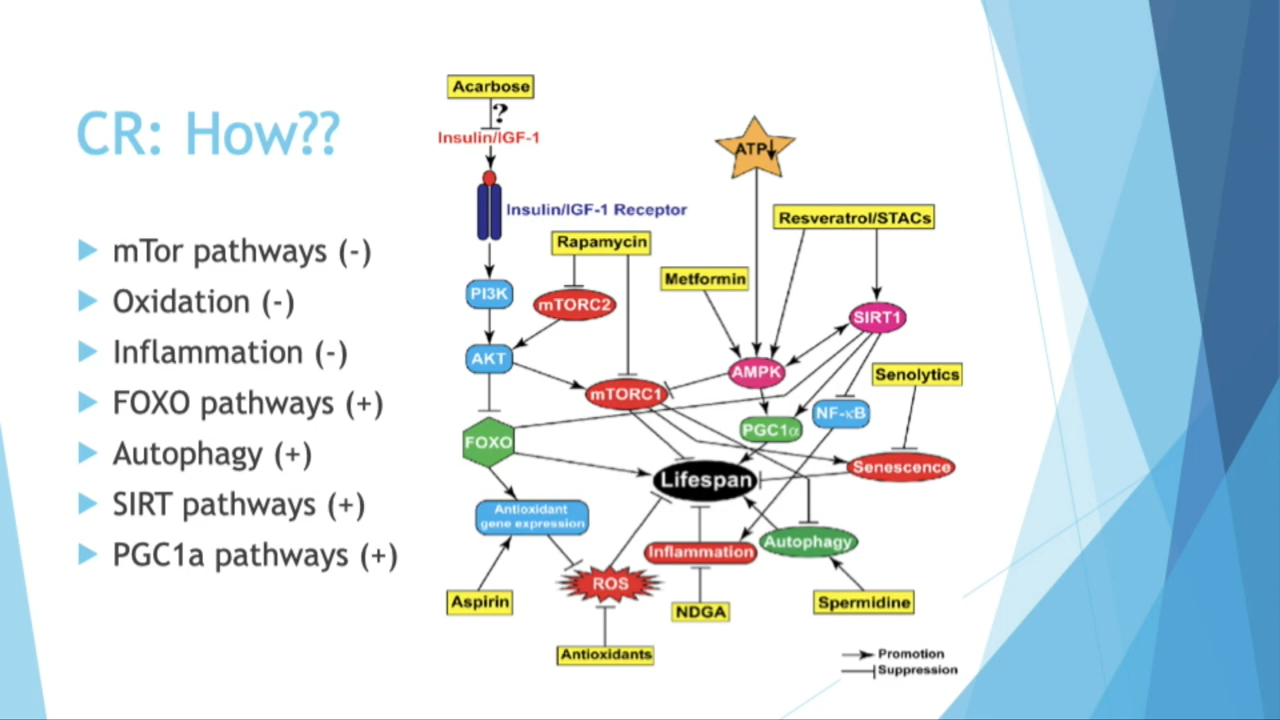 CR: How??
mTor pathways (-)
Oxidation (-)
Inflammation (-)
FOXO pathways (+)
Autophagy (+)
SIRT pathways (+)
PGC1a pathways (+)
Acarbose
?
Insulin/IGF-1
ATP↓
Insulin/IGF-1 Receptor
Resveratrol/STACs
Rapamycin
Metformin
PI3K
mTORC2
SIRT1
AKT
AMPK
Senolytics
mTORC1
NF-κB
PGC1α
FOXO
Senescence
Lifespan
Antioxidant
gene expression
Autophagy
Inflammation
ROS
Aspirin
NDGA
Spermidine
Antioxidants
Promotion
Suppression